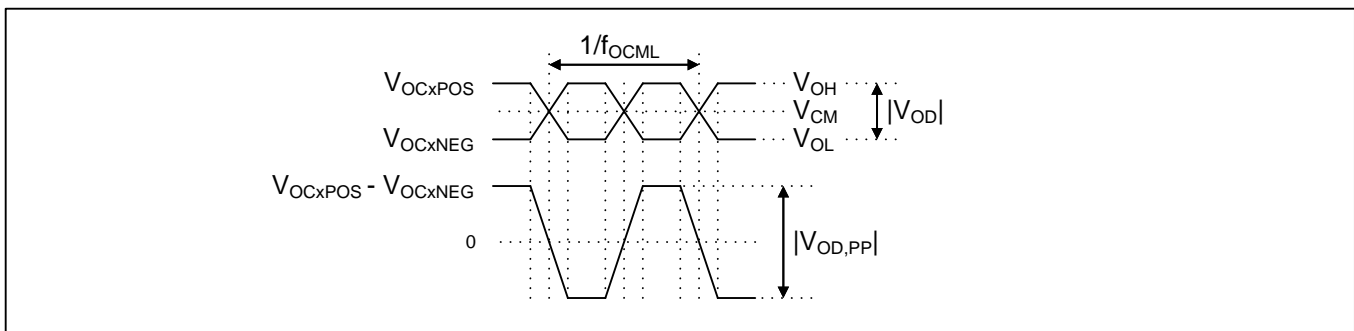 1/fOCML
VOCxPOS
VOH
VCM
|VOD|
VOCxNEG
VOL
VOCxPOS - VOCxNEG
0
|VOD,PP|